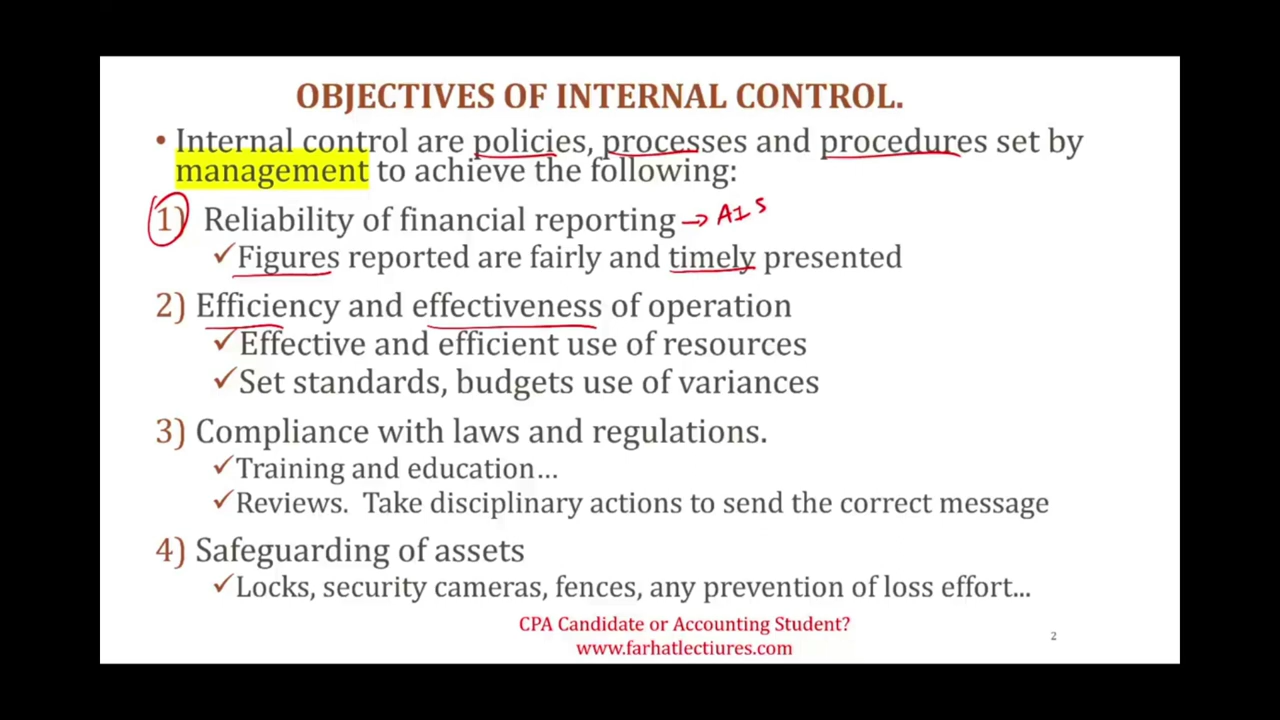 OBJECTIVES OF INTERNAL CONTROL.
• Internal control are policies, processes and procedures set by
management to achieve the following:
1) Reliability of financial reporting → AIS
✓Figures reported are fairly and timely presented
2) Efficiency and effectiveness of operation
✓Effective and efficient use of resources
✓Set standards, budgets use of variances
3) Compliance with laws and regulations.
✓Training and education…
✓Reviews. Take disciplinary actions to send the correct message
4) Safeguarding of assets
✓Locks, security cameras, fences, any prevention of loss effort...
CPA Candidate or Accounting Student?
www.farhatlectiures.com
2